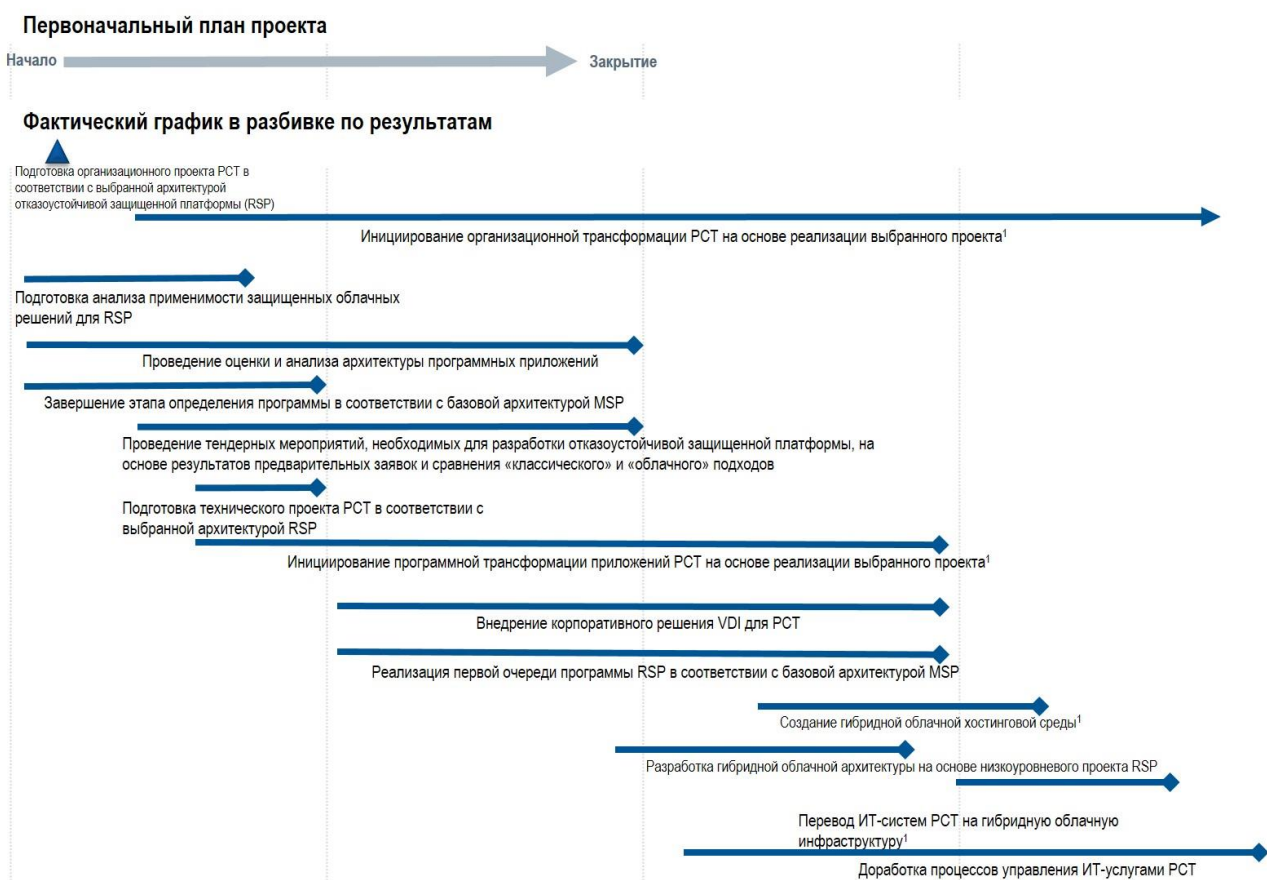 Первоначальный план проекта
Начало
Закрытие
Фактический график в разбивке по результатам
Подготовка организационного проекта РСТ в
соответствии с выбранной архитектурой
отказоустойчивой защищенной платформы (RSP)
Инициирование организационной трансформации РСТ на основе реализации выбранного проекта¹
Подготовка анализа применимости защищенных облачных
решений для RSP
Проведение оценки и анализа архитектуры программных приложений
Завершение этапа определения программы в соответствии с базовой архитектурой MSP
Проведение тендерных мероприятий, необходимых для разработки отказоустойчивой защищенной платформы, на
основе результатов предварительных заявок и сравнения «классического» и «облачного» подходов
Подготовка технического проекта РСТ в соответствии с
выбранной архитектурой RSP
Инициирование программной трансформации приложений РСТ на основе реализации выбранного проекта¹
Внедрение корпоративного решения VDI для РСТ
Реализация первой очереди программы RSP в соответствии с базовой архитектурой MSP
Создание гибридной облачной хостинговой среды¹
Разработка гибридной облачной архитектуры на основе низкоуровневого проекта RSP
Перевод ИТ-систем РСТ на гибридную облачную
инфраструктуру¹
Доработка процессов управления ИТ-услугами РСТ